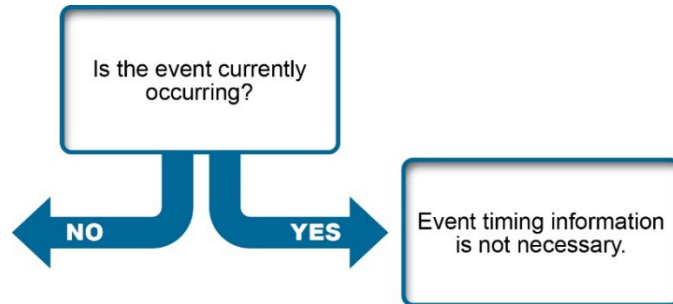 Is the event currently
occurring?
NO
YES
Event timing information
is not necessary.